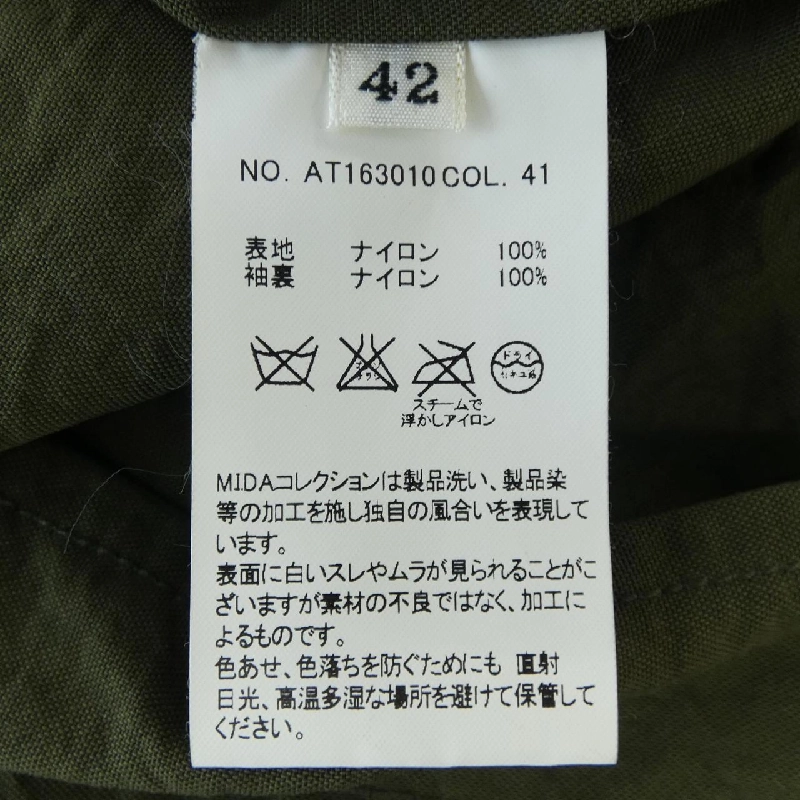 42
NO. AT163010 COL. 41
表地 ナイロン 100%
袖裏 ナイロン 100%
ドライ
セキユ系
スチームで
浮かしアイロン
MIDAコレクションは製品洗い、製品染
等の加工を施し独自の風合いを表現して
います。
表面に白いスレやムラが見られることがご
ざいますが素材の不良ではなく、加工に
よるものです。
色あせ、色落ちを防ぐためにも 直射
日光、高温多湿な場所を避けて保管して
ください。